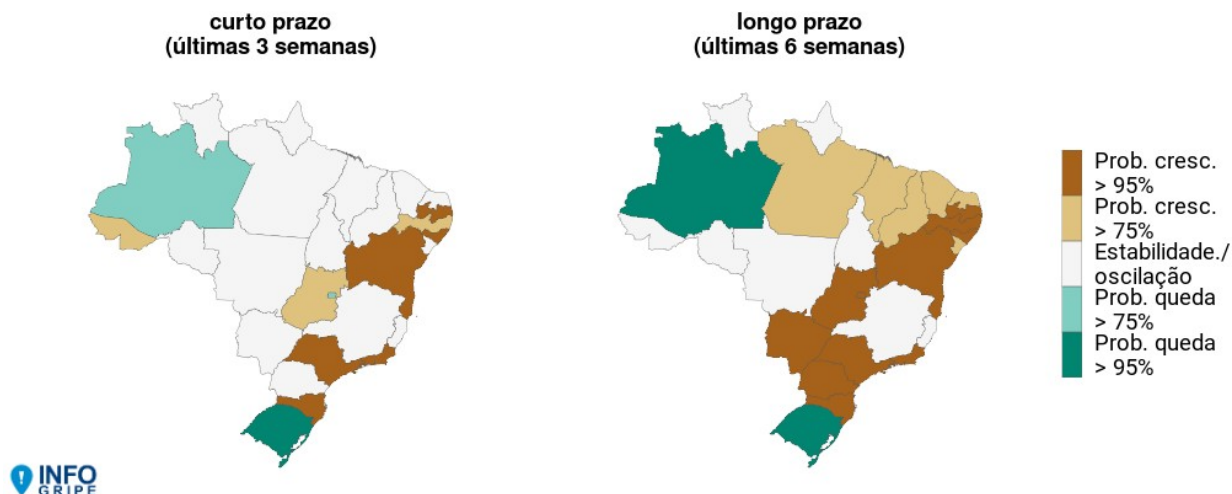 curto prazo
(últimas 3 semanas)
longo prazo
(últimas 6 semanas)
Prob. cresc.
> 95%
Prob. cresc.
> 75%
Estabilidade./
oscilação
Prob. queda
> 75%
Prob. queda
> 95%
INFO
GRIPE